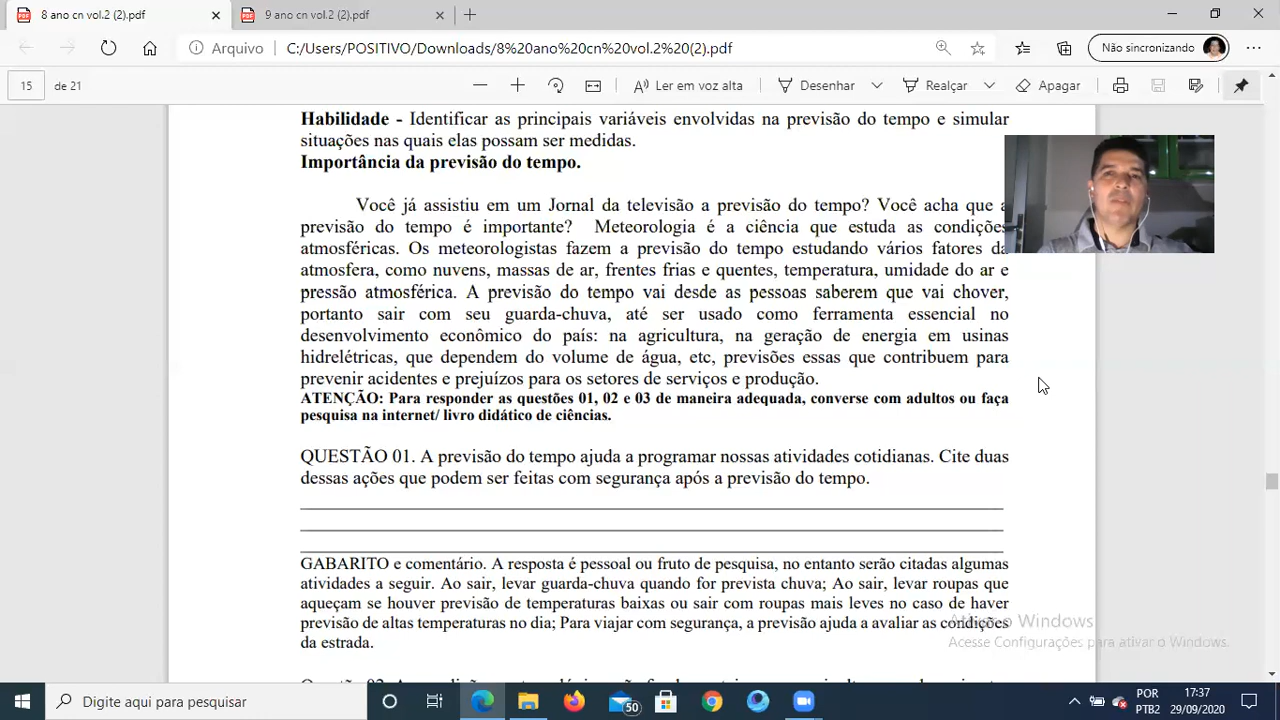 8 ano cn vol.2 (2).pdf
9 ano cn vol.2 (2).pdf
Arquivo
C:/Users/POSITIVO/Downloads/8%20ano%20cn%20vol.2%20(2).pdf
Não sincronizando
15
de 21
Ler em voz alta
Desenhar
Realçar
Apagar
Habilidade - Identificar as principais variáveis envolvidas na previsão do tempo e simular
situações nas quais elas possam ser medidas.
Importância da previsão do tempo.
Você já assistiu em um Jornal da televisão a previsão do tempo? Você acha que a
previsão do tempo é importante? Meteorologia é a ciência que estuda as condições
atmosféricas. Os meteorologistas fazem a previsão do tempo estudando vários fatores da
atmosfera, como nuvens, massas de ar, frentes frias e quentes, temperatura, umidade do ar e
pressão atmosférica. A previsão do tempo vai desde as pessoas saberem que vai chover,
portanto sair com seu guarda-chuva, até ser usado como ferramenta essencial no
desenvolvimento econômico do país: na agricultura, na geração de energia em usinas
hidrelétricas, que dependem do volume de água, etc, previsões essas que contribuem para
prevenir acidentes e prejuízos para os setores de serviços e produção.
ATENÇÃO: Para responder as questões 01, 02 e 03 de maneira adequada, converse com adultos ou faça
pesquisa na internet/ livro didático de ciências.
QUESTÃO 01. A previsão do tempo ajuda a programar nossas atividades cotidianas. Cite duas
dessas ações que podem ser feitas com segurança após a previsão do tempo.
GABARITO e comentário. A resposta é pessoal ou fruto de pesquisa, no entanto serão citadas algumas
atividades a seguir. Ao sair, levar guarda-chuva quando for prevista chuva; Ao sair, levar roupas que
aqueçam se houver previsão de temperaturas baixas ou sair com roupas mais leves no caso de haver
previsão de altas temperaturas no dia; Para viajar com segurança, a previsão ajuda a avaliar as condições
da estrada.
Ativar o Windows
Acesse Configurações para ativar o Windows.
Digite aqui para pesquisar
50
POR
PTB2
17:37
29/09/2020